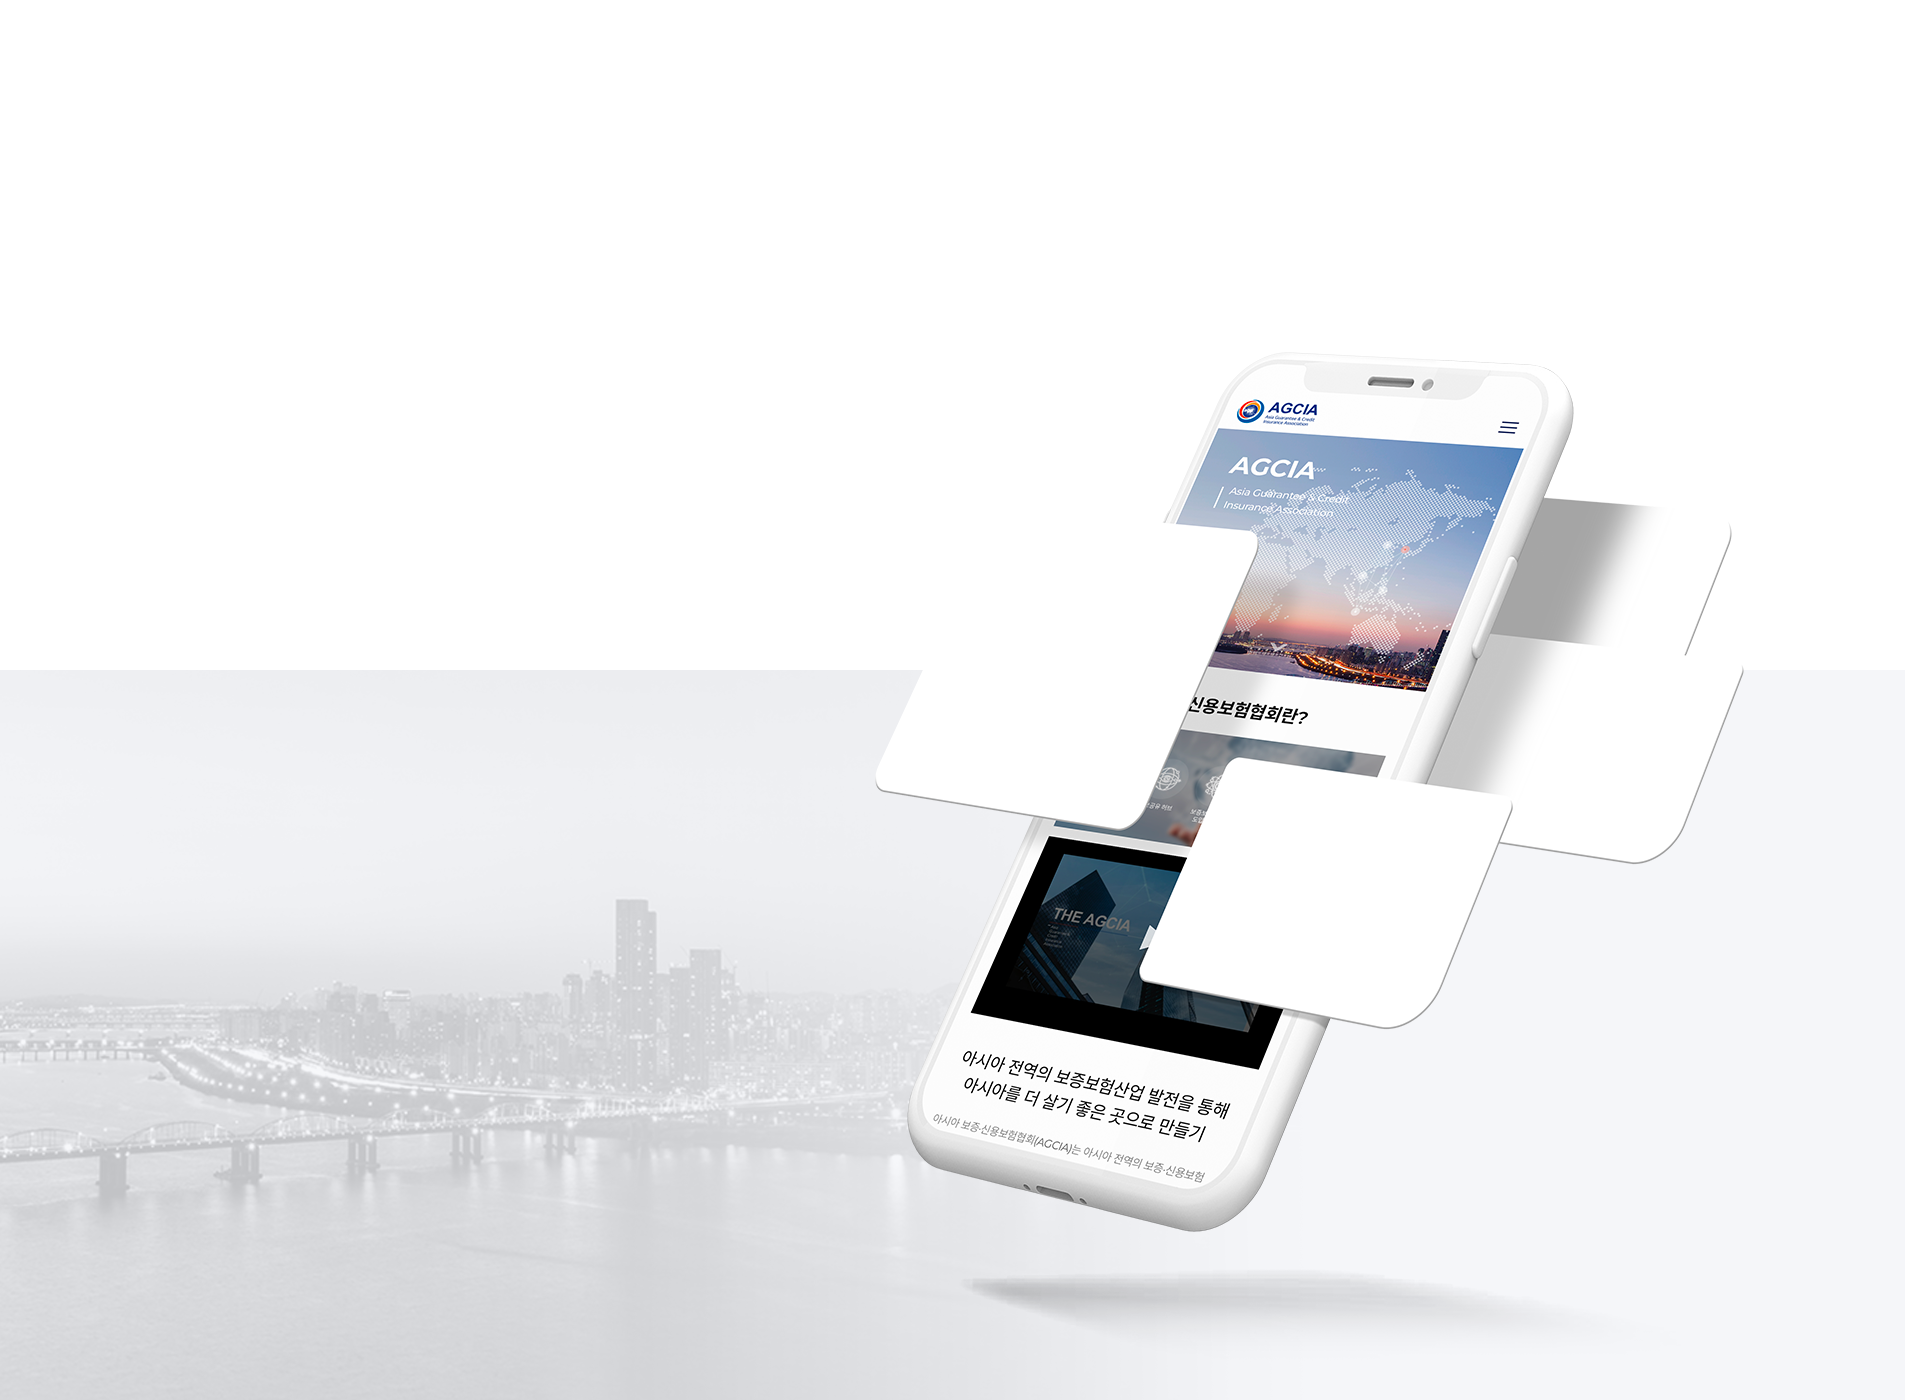 AGCIA
Asia Guarantee & Credit
Insurance Association
AGCIA
Asia Guarantee & Credit
Insurance Association
신용보험협회란?
공유 허브
THE AGCIA
아시아 전역의 보증보험산업 발전을 통해
아시아를 더 살기 좋은 곳으로 만들기
아시아 보증·신용보험협회(AGCIA)는 아시아 전역의 보증·신용보험